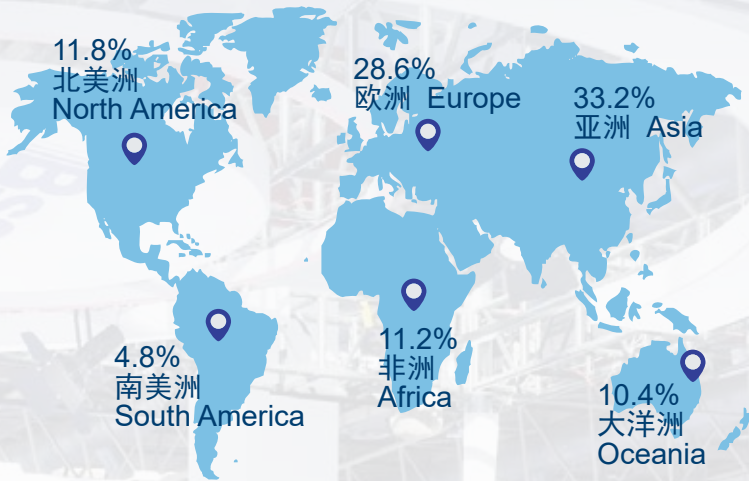 11.8%
北美洲
North America
28.6%
欧洲 Europe
33.2%
亚洲 Asia
4.8%
南美洲
South America
11.2%
非洲
Africa
10.4%
大洋洲
Oceania